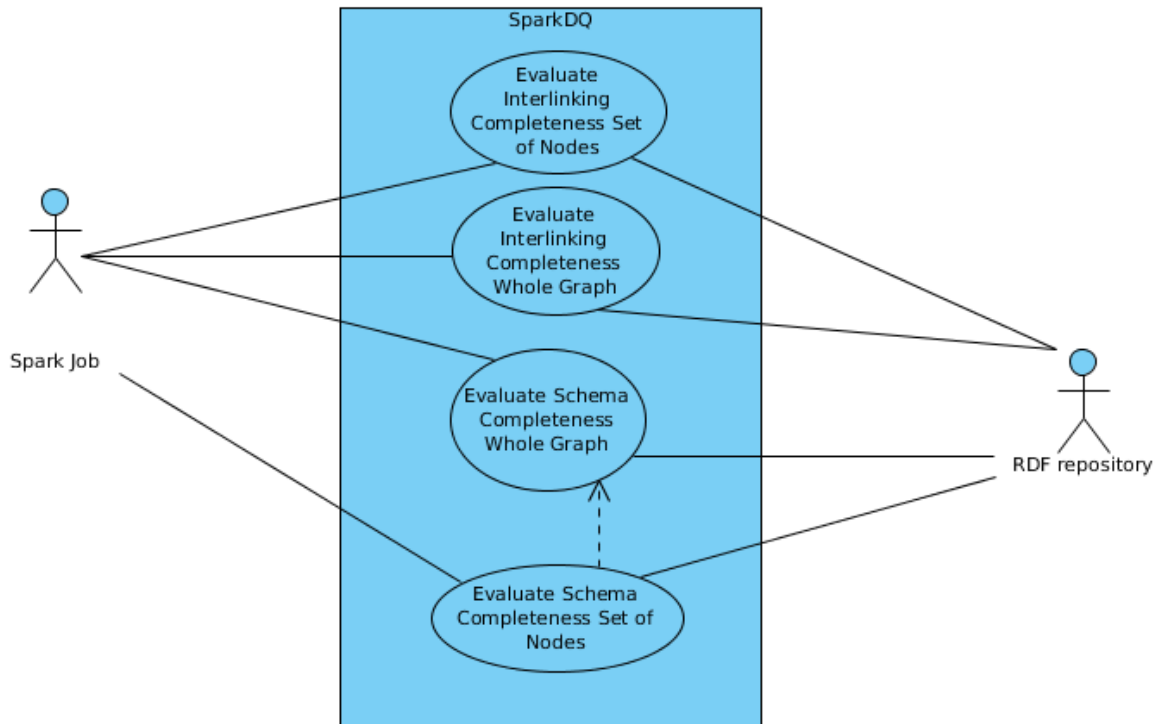 SparkDQ
Evaluate
Interlinking
Completeness Set
of Nodes
Evaluate
Interlinking
Completeness
Whole Graph
Spark Job
Evaluate Schema
Completeness
Whole Graph
RDF repository
Evaluate Schema
Completeness Set of
Nodes